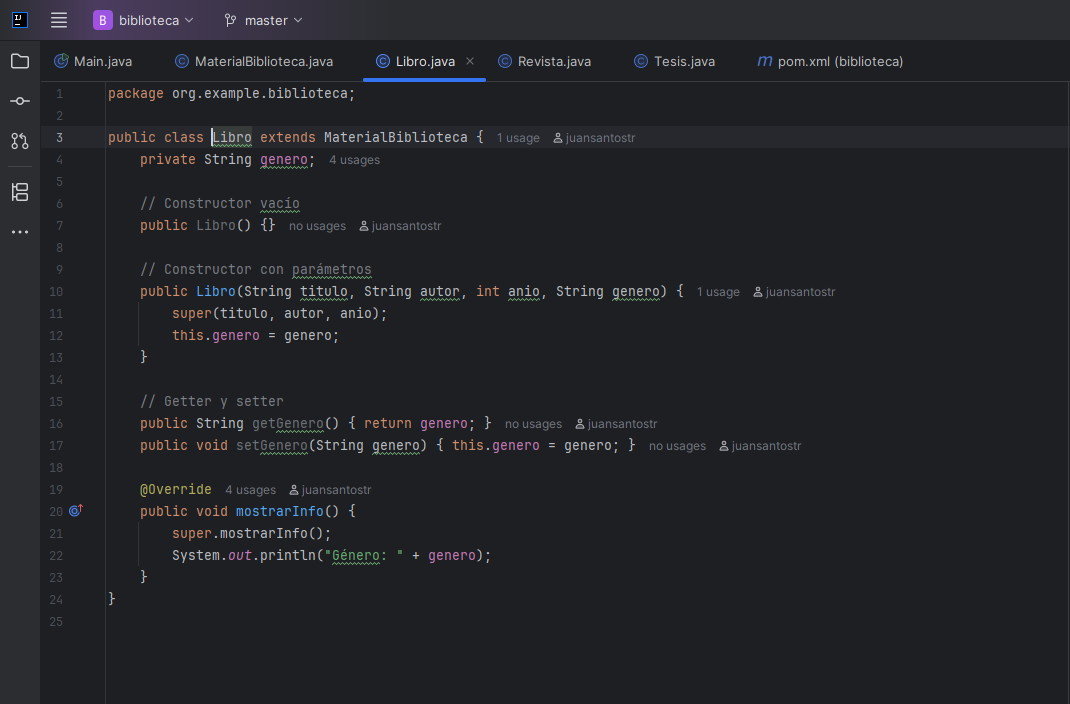 IJ B biblioteca master
Main.java MaterialBiblioteca.java Libro.java Revista.java Tesis.java m pom.xml (biblioteca)
1 package org.example.biblioteca;
2
3 public class Libro extends MaterialBiblioteca { 1 usage juansantostr
4 private String genero; 4 usages
5
6 // Constructor vacio
7 public Libro() {} no usages juansantostr
8
9 // Constructor con parámetros
10 public Libro(String titulo, String autor, int anio, String genero) { 1 usage juansantostr
11 super(titulo, autor, anio);
12 this.genero = genero;
13 }
14
15 // Getter y setter
16 public String getGenero() { return genero; } no usages juansantostr
17 public void setGenero(String genero) { this.genero = genero; } no usages juansantostr
18
19 @Override 4 usages juansantostr
20 public void mostrarInfo() {
21 super.mostrarInfo();
22 System.out.println("Género: " + genero);
23 }
24 }
25